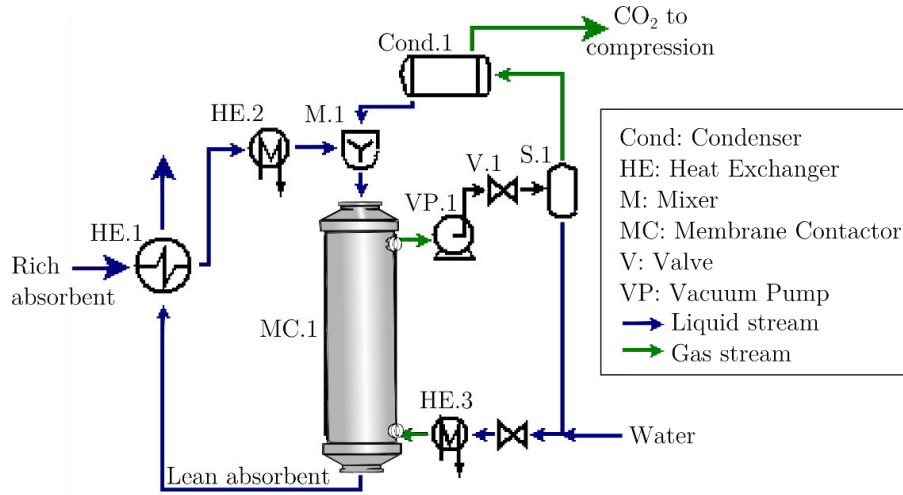 CO₂ to
compression
Cond.1
HE.2
M.1
V.1
S.1
VP.1
HE.1
Rich
absorbent
MC.1
HE.3
Water
Lean absorbent
Cond: Condenser
HE: Heat Exchanger
M: Mixer
MC: Membrane Contactor
V: Valve
VP: Vacuum Pump
Liquid stream
Gas stream